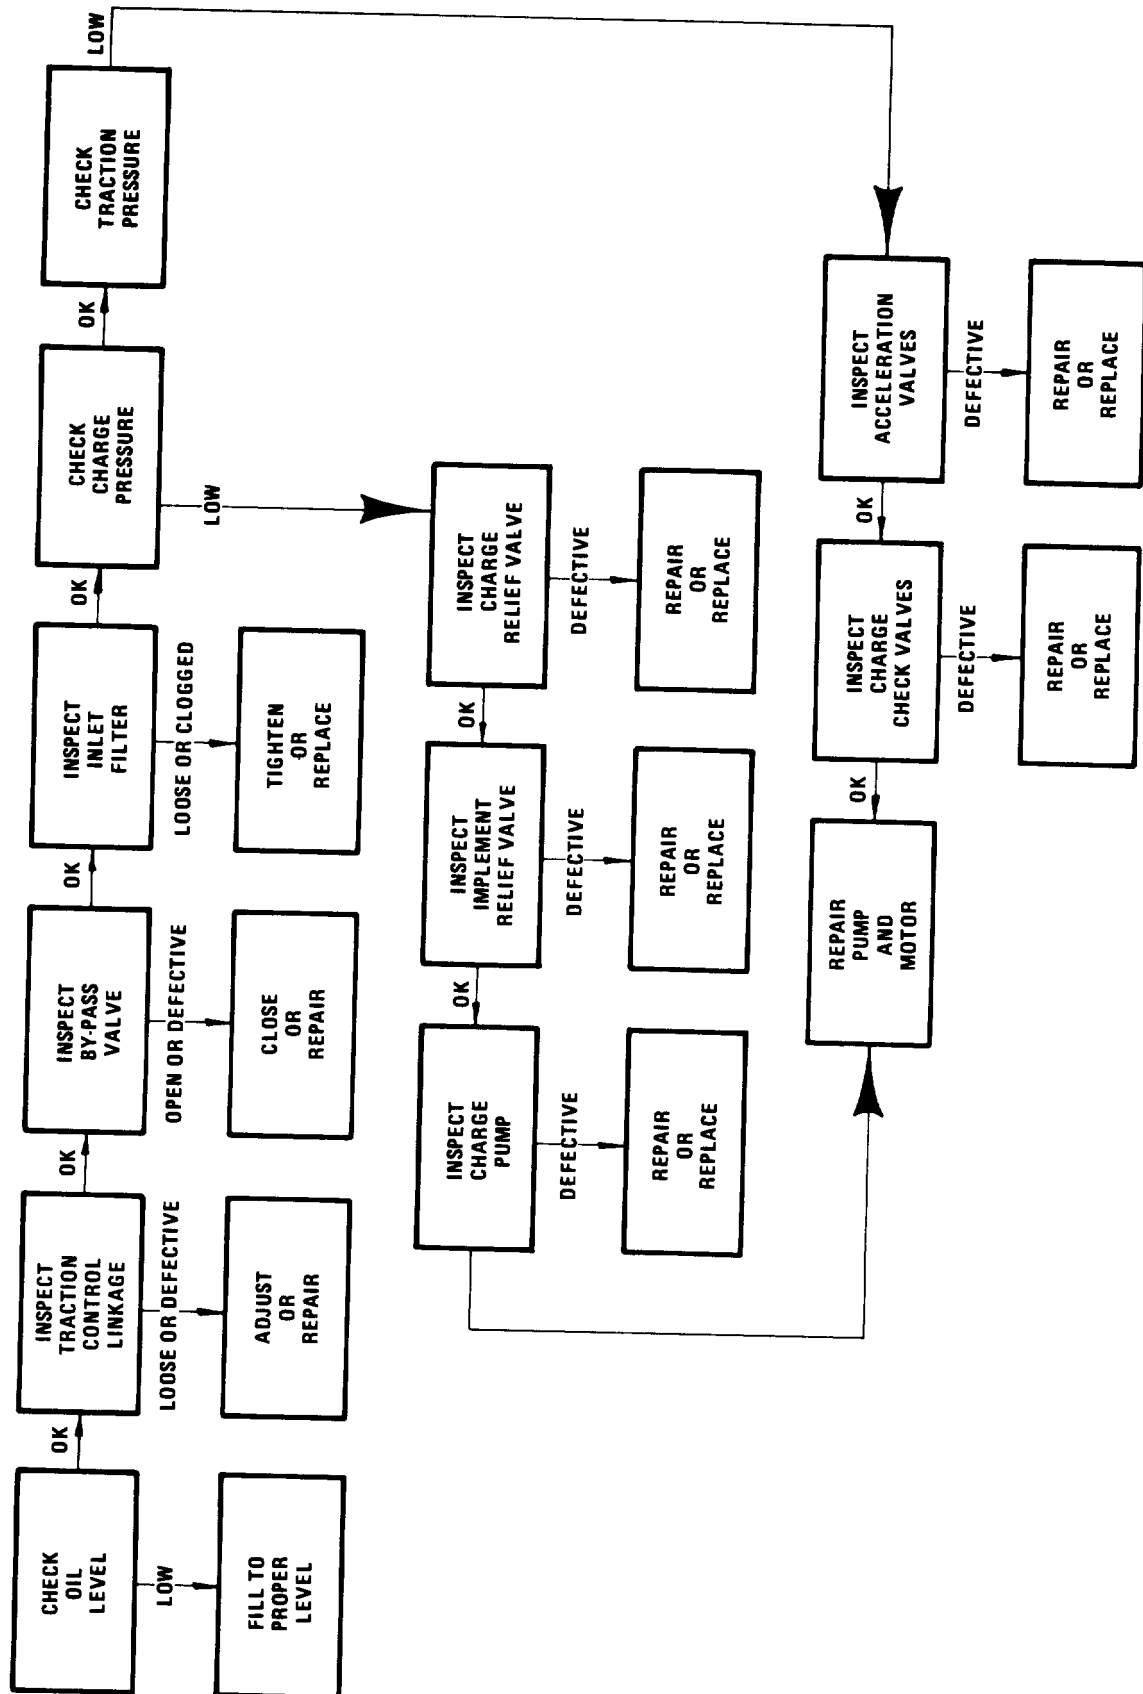 CHECK
OIL
LEVEL
OK
INSPECT
TRACTION
CONTROL
LINKAGE
OK
INSPECT
BY-PASS
VALVE
OK
INSPECT
INLET
FILTER
OK
CHECK
CHARGE
PRESSURE
OK
CHECK
TRACTION
PRESSURE
LOW
LOW
FILL TO
PROPER
LEVEL
LOOSE OR DEFECTIVE
ADJUST
OR
REPAIR
OPEN OR DEFECTIVE
CLOSE
OR
REPAIR
LOOSE OR CLOGGED
TIGHTEN
OR
REPLACE
LOW
INSPECT
CHARGE
RELIEF VALVE
OK
INSPECT
IMPLEMENT
RELIEF VALVE
OK
INSPECT
CHARGE
PUMP
DEFECTIVE
REPAIR
OR
REPLACE
DEFECTIVE
REPAIR
OR
REPLACE
DEFECTIVE
REPAIR
OR
REPLACE
INSPECT
ACCELERATION
VALVES
OK
INSPECT
CHARGE
CHECK VALVES
OK
REPAIR
PUMP
AND
MOTOR
DEFECTIVE
REPAIR
OR
REPLACE
DEFECTIVE
REPAIR
OR
REPLACE